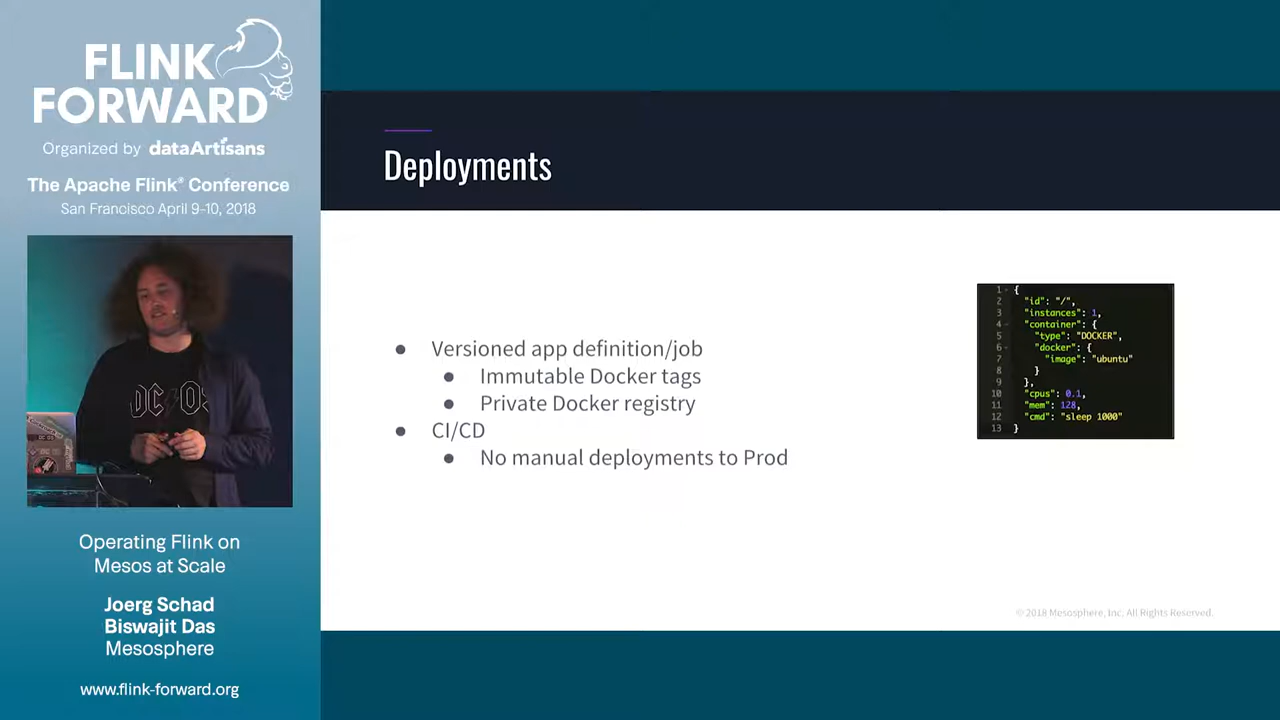 FLINK
FORWARD
Organized by dataArtisans
The Apache Flink® Conference
San Francisco April 9-10, 2018
DC OS
Operating Flink on
Mesos at Scale
Joerg Schad
Biswajit Das
Mesosphere
www.flink-forward.org
Deployments
● Versioned app definition/job
● Immutable Docker tags
● Private Docker registry
● CI/CD
● No manual deployments to Prod
1 {
2 "id": "/",
3 "instances": 1,
4 "container": {
5 "type": "DOCKER",
6 "docker": {
7 "image": "ubuntu"
8 }
9 },
10 "cpus": 0.1,
11 "mem": 128,
12 "cmd": "sleep 1000"
13 }
© 2018 Mesosphere, Inc. All Rights Reserved.